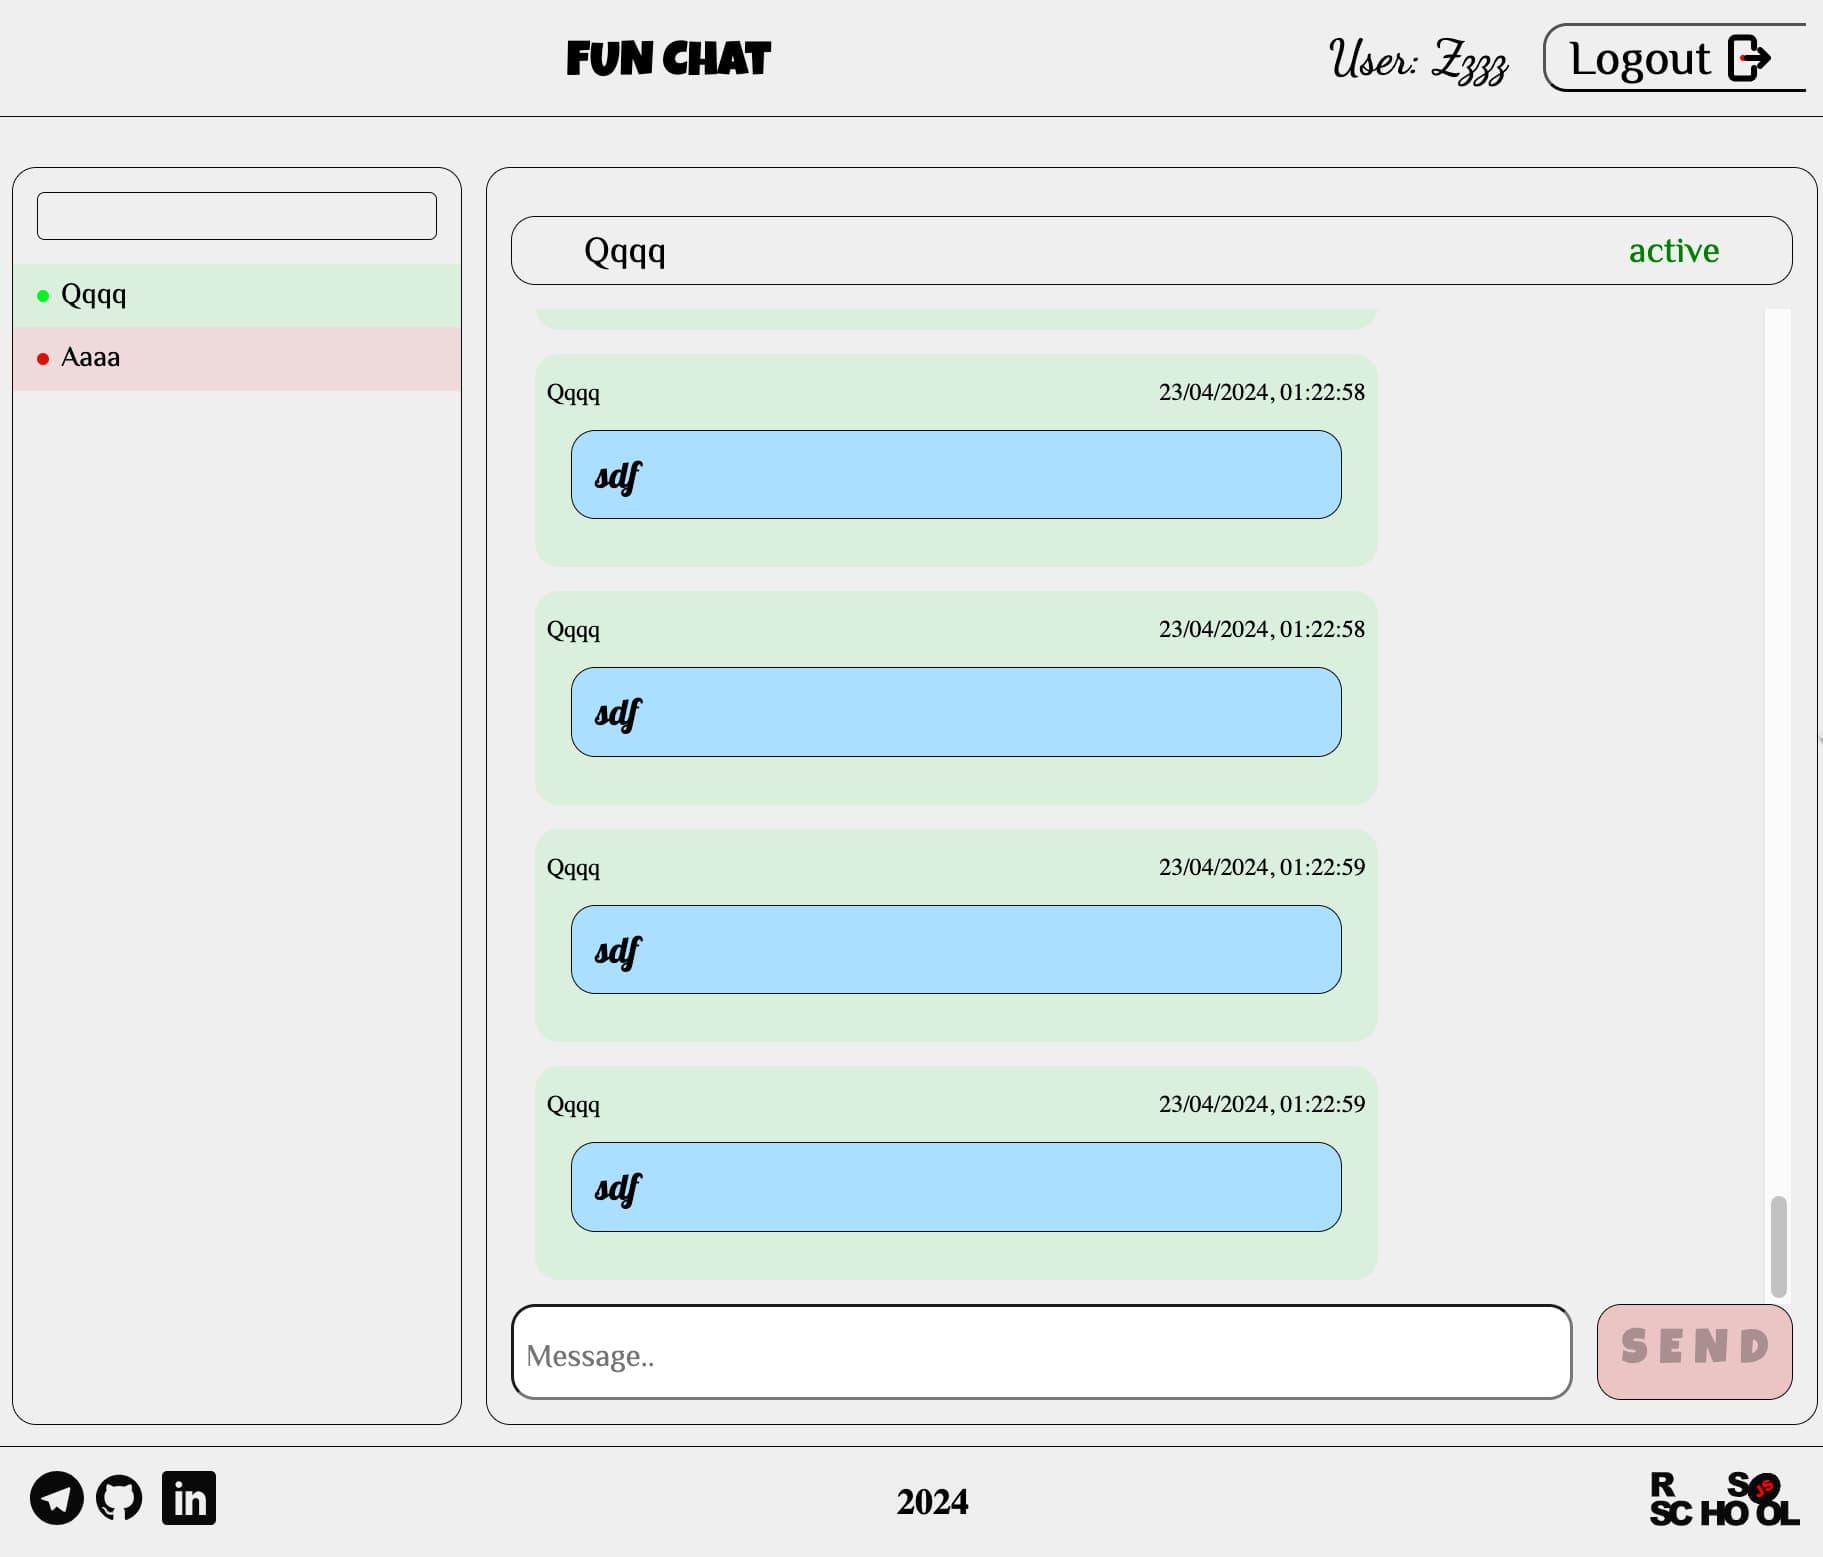 FUN CHAT
User: Zzzz
Logout
Qqqq
Aaaa
Qqqq active
Qqqq 23/04/2024, 01:22:58
sdf
Qqqq 23/04/2024, 01:22:58
sdf
Qqqq 23/04/2024, 01:22:59
sdf
Qqqq 23/04/2024, 01:22:59
sdf
Message..
SEND
in
2024
R S JS
SCHOOL